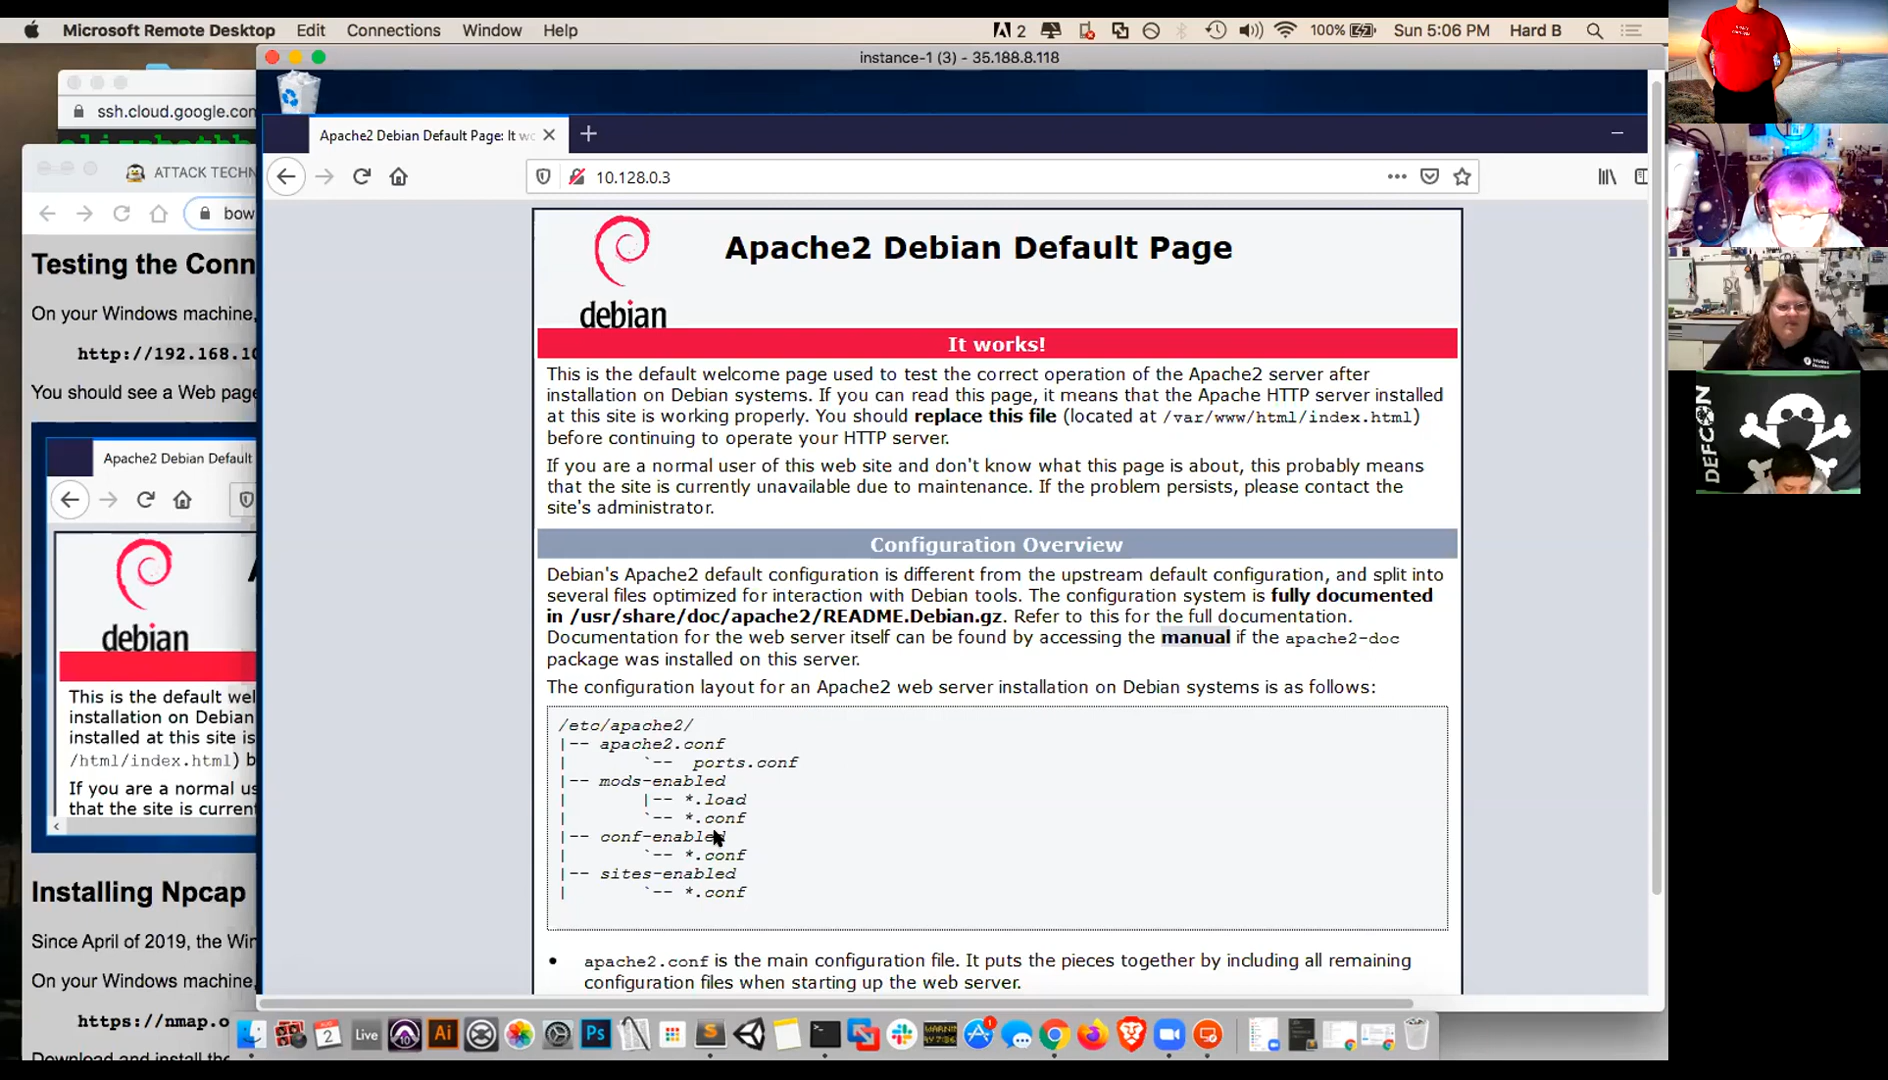 Microsoft Remote Desktop Edit Connections Window Help 2 100% Sun 5:06 PM Hard B
instance-1 (3) - 35.188.8.118
ssh.cloud.google.con
ATTACK TECHN
bow
Testing the Conn
On your Windows machine,
http://192.168.10
You should see a Web page
Apache2 Debian Default
debian
This is the default wel
installation on Debian
installed at this site is
/html/index.html) b
If you are a normal us
that the site is current
Installing Npcap
Since April of 2019, the Win
On your Windows machine,
https://nmap.o
Download and install the
Apache2 Debian Default Page: It wo
10.128.0.3
debian
Apache2 Debian Default Page
It works!
This is the default welcome page used to test the correct operation of the Apache2 server after
installation on Debian systems. If you can read this page, it means that the Apache HTTP server installed
at this site is working properly. You should replace this file (located at /var/www/html/index.html)
before continuing to operate your HTTP server.
If you are a normal user of this web site and don't know what this page is about, this probably means
that the site is currently unavailable due to maintenance. If the problem persists, please contact the
site's administrator.
Configuration Overview
Debian's Apache2 default configuration is different from the upstream default configuration, and split into
several files optimized for interaction with Debian tools. The configuration system is fully documented
in /usr/share/doc/apache2/README.Debian.gz. Refer to this for the full documentation.
Documentation for the web server itself can be found by accessing the manual if the apache2-doc
package was installed on this server.
The configuration layout for an Apache2 web server installation on Debian systems is as follows:
/etc/apache2/
|-- apache2.conf
|       `--  ports.conf
|-- mods-enabled
|       |-- *.load
|       `-- *.conf
|-- conf-enabled
|       `-- *.conf
|-- sites-enabled
|       `-- *.conf
• apache2.conf is the main configuration file. It puts the pieces together by including all remaining
configuration files when starting up the web server.
AUG
2
Live
Ai
Ps
1
DEFCON